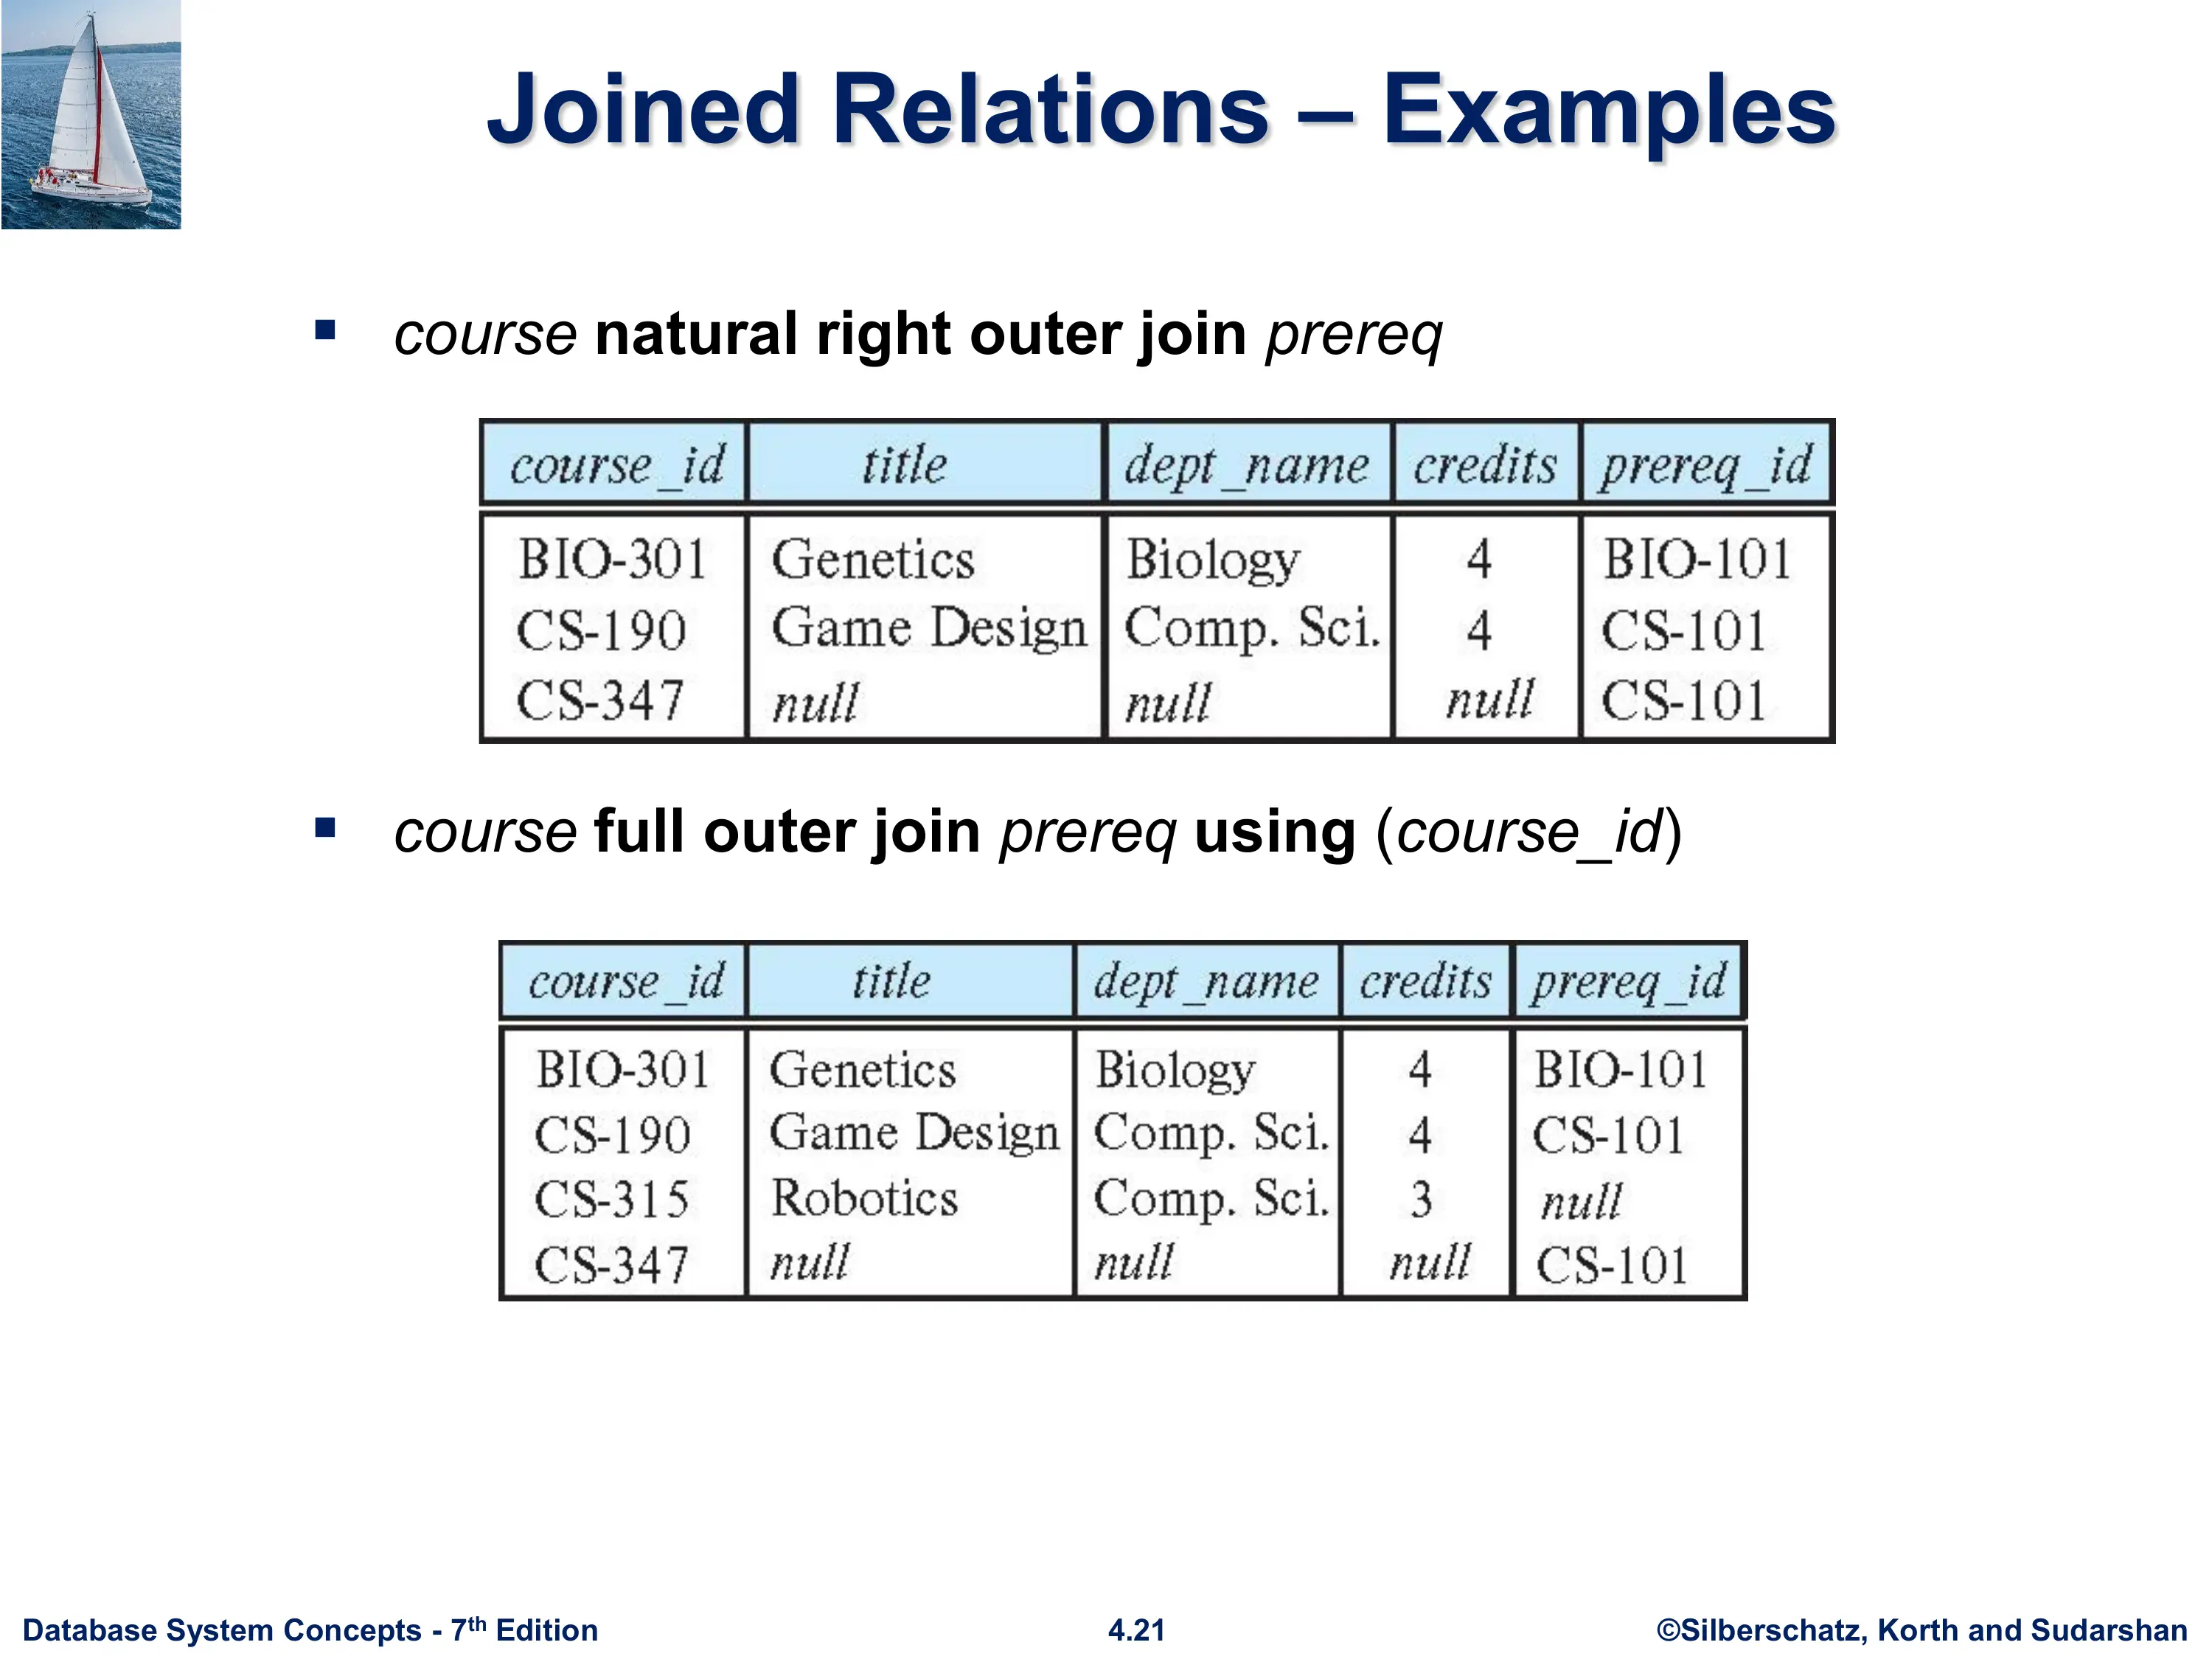 Joined Relations – Examples
▪ course natural right outer join prereq
course_id title dept_name credits prereq_id
BIO-301 Genetics Biology 4 BIO-101
CS-190 Game Design Comp. Sci. 4 CS-101
CS-347 null null null CS-101
▪ course full outer join prereq using (course_id)
course_id title dept_name credits prereq_id
BIO-301 Genetics Biology 4 BIO-101
CS-190 Game Design Comp. Sci. 4 CS-101
CS-315 Robotics Comp. Sci. 3 null
CS-347 null null null CS-101
Database System Concepts - 7th Edition 4.21 ©Silberschatz, Korth and Sudarshan